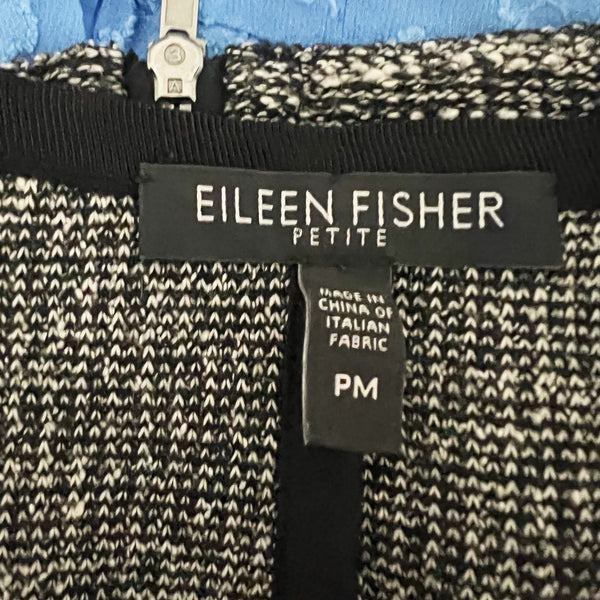 EILEEN FISHER
PETITE
MADE IN
CHINA OF
ITALIAN
FABRIC
PM